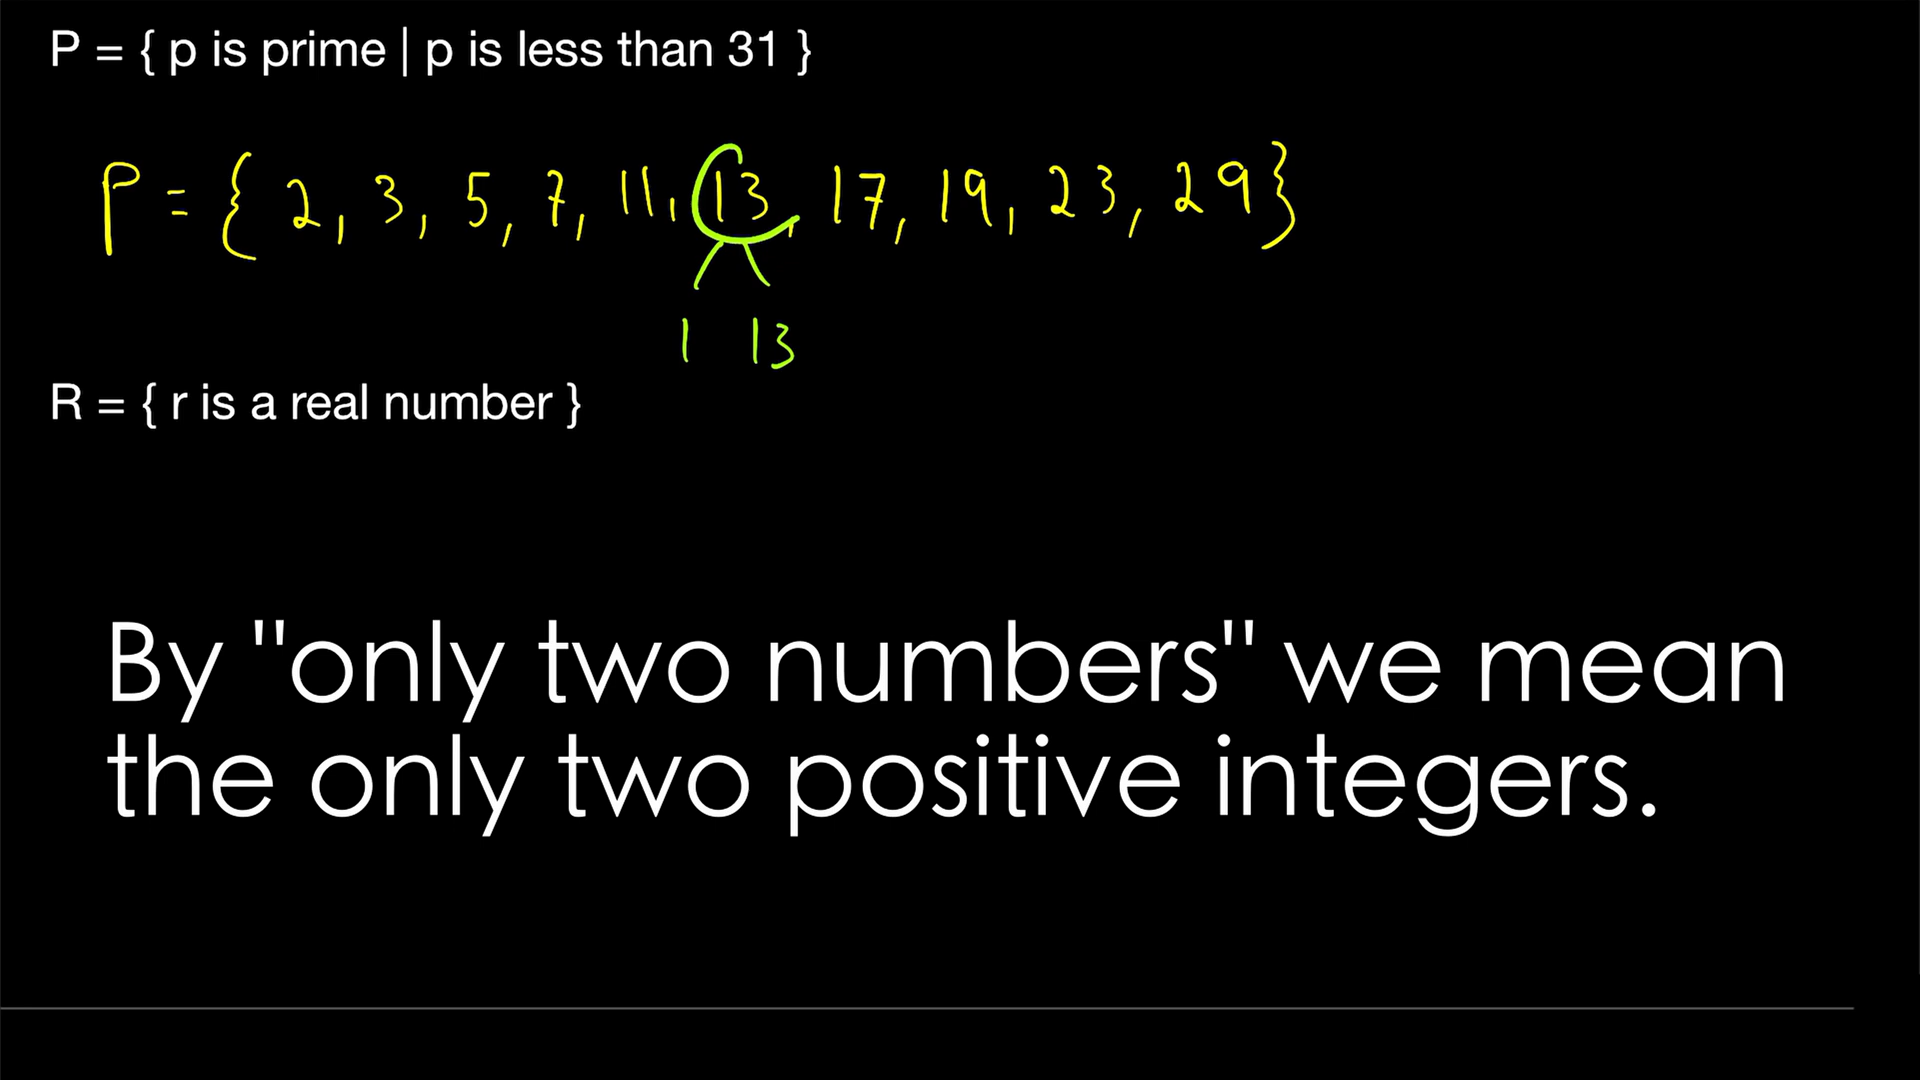 P = { p is prime | p is less than 31 }
P = { 2, 3, 5, 7, 11, 13, 17, 19, 23, 29}
1 13
R = { r is a real number }
By "only two numbers" we mean
the only two positive integers.